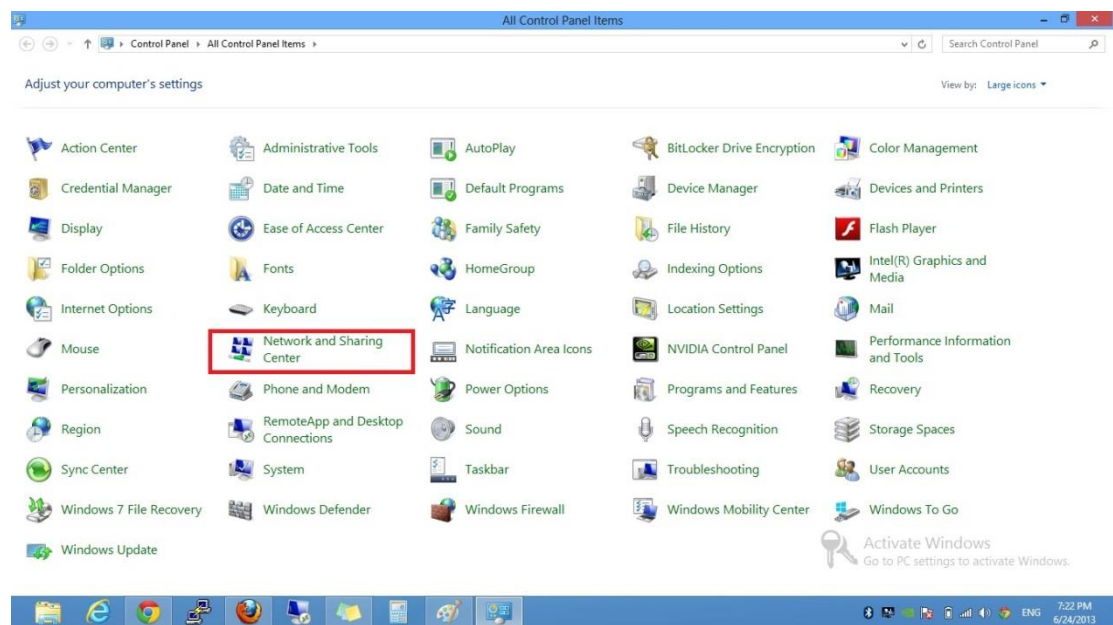 All Control Panel Items
Control Panel
All Control Panel Items
Search Control Panel
Adjust your computer's settings
View by: Large icons
Action Center
Administrative Tools
AutoPlay
BitLocker Drive Encryption
Color Management
Credential Manager
Date and Time
Default Programs
Device Manager
Devices and Printers
Display
Ease of Access Center
Family Safety
File History
Flash Player
Folder Options
Fonts
HomeGroup
Indexing Options
Intel(R) Graphics and
Media
Internet Options
Keyboard
Language
Location Settings
Mail
Mouse
Network and Sharing
Center
Notification Area Icons
NVIDIA Control Panel
Performance Information
and Tools
Personalization
Phone and Modem
Power Options
Programs and Features
Recovery
Region
RemoteApp and Desktop
Connections
Sound
Speech Recognition
Storage Spaces
Sync Center
System
Taskbar
Troubleshooting
User Accounts
Windows 7 File Recovery
Windows Defender
Windows Firewall
Windows Mobility Center
Windows To Go
Windows Update
Activate Windows
Go to PC settings to activate Windows.
ENG
7:22 PM
6/24/2013